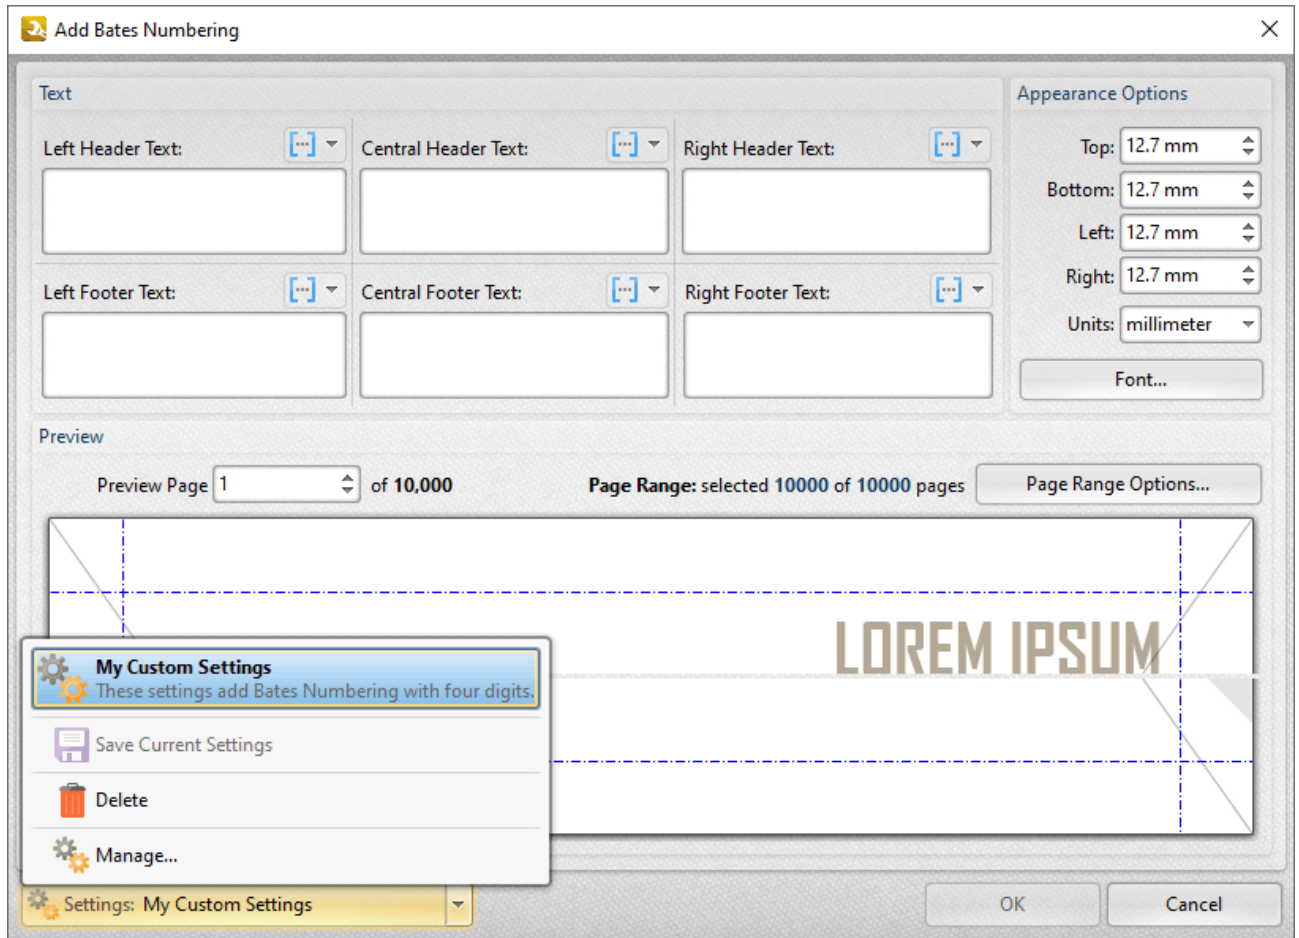 Add Bates Numbering
Text
Appearance Options
Left Header Text:
Central Header Text:
Right Header Text:
Top: 12.7 mm
Bottom: 12.7 mm
Left: 12.7 mm
Left Footer Text:
Central Footer Text:
Right Footer Text:
Right: 12.7 mm
Units: millimeter
Font...
Preview
Preview Page 1 of 10,000
Page Range: selected 10000 of 10000 pages
Page Range Options...
LOREM IPSUM
My Custom Settings
These settings add Bates Numbering with four digits.
Save Current Settings
Delete
Manage...
Settings: My Custom Settings
OK
Cancel